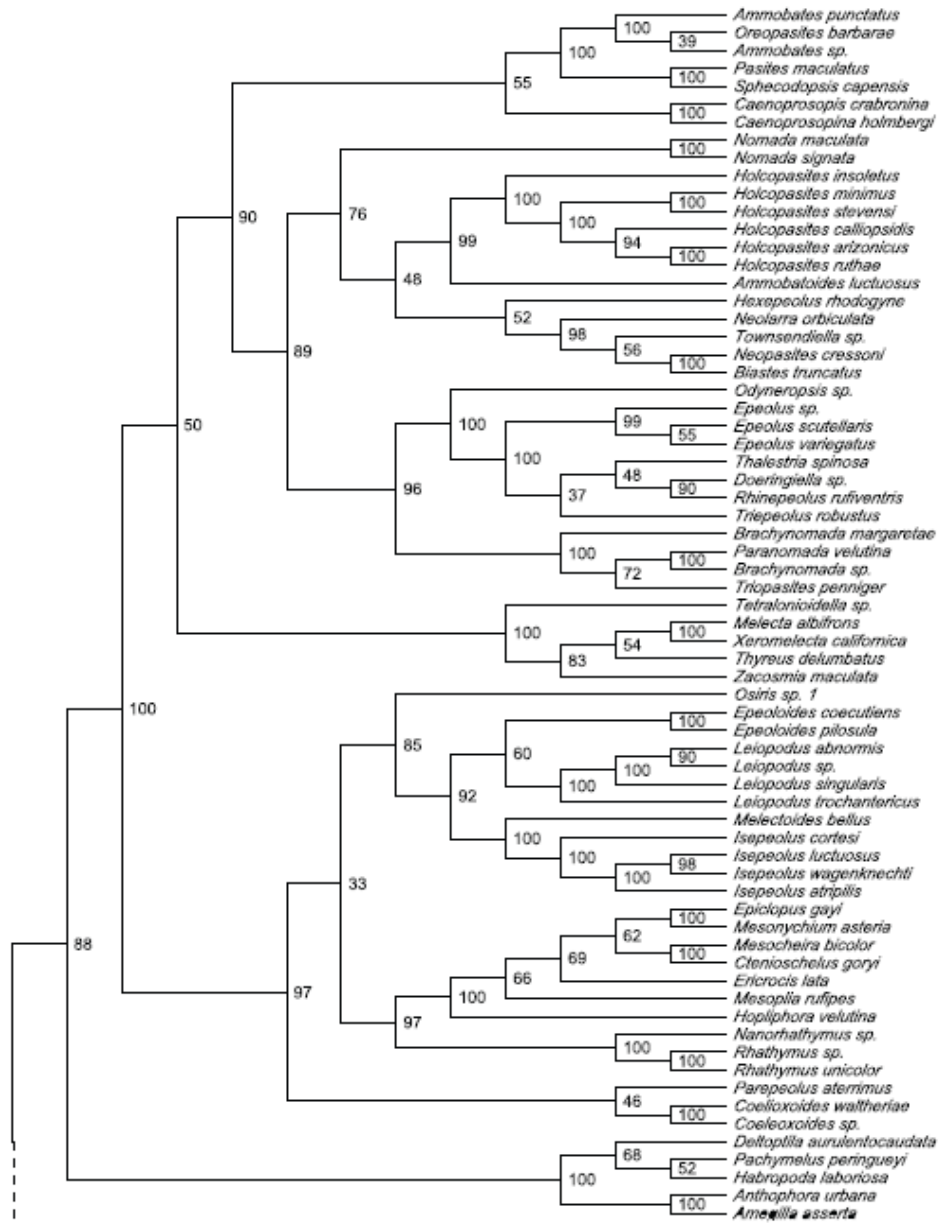 Ammobates punctatus
100
Oreopasites barbarae
100
39
Ammobates sp.
Pasites maculatus
55
100
Sphecodopsis capensis
Caenoprosopis crabronina
100
Caenoprosopina holmbergi
Nomada maculata
100
Nomada signata
Holcopasites insoletus
90
76
100
Holcopasites minimus
100
Holcopasites stevensi
100
Holcopasites calliopsidis
99
94
Holcopasites arizonicus
48
100
Holcopasites ruthae
Ammobatoides luctuosus
Hexepeolus rhodogyne
52
Neolarra orbiculata
98
Townsendiella sp.
89
56
Neopasites cressoni
100
Biastes truncatus
Odyneropsis sp.
Epeolus sp.
50
100
99
Epeolus scutellaris
55
Epeolus variegatus
100
Thalestria spinosa
48
Doeringiella sp.
96
37
90
Rhinepeolus rufiventris
Triepeolus robustus
Brachynomada margaretae
100
Paranomada velutina
100
72
Brachynomada sp.
Triopasites penniger
Tetralonioidella sp.
Melecta albifrons
100
100
54
Xeromelecta californica
83
Thyreus delumbatus
Zacosmia maculata
Osiris sp. 1
100
Epeoloides coecutiens
100
Epeoloides pilosula
85
60
Leiopodus abnormis
90
Leiopodus sp.
100
100
Leiopodus singularis
92
Leiopodus trochantericus
Melectoides bellus
100
Isepeolus cortesi
100
Isepeolus luctuosus
98
Isepeolus wagenknechti
33
100
Isepeolus atripilis
Epiclopus gayi
100
Mesonychium asteria
62
88
Mesocheira bicolor
69
100
Ctenioschelus goryi
66
Ericrocis lata
97
100
Mesoplia rufipes
Hopliphora velutina
97
Nanorhathymus sp.
100
Rhathymus sp.
100
Rhathymus unicolor
Parepeolus aterrimus
46
Coelioxoides waltheriae
100
Coeleoxoides sp.
Deltoptila aurulentocaudata
68
Pachymelus peringueyi
52
100
Habropoda laboriosa
Anthophora urbana
100
Amegilla asserta